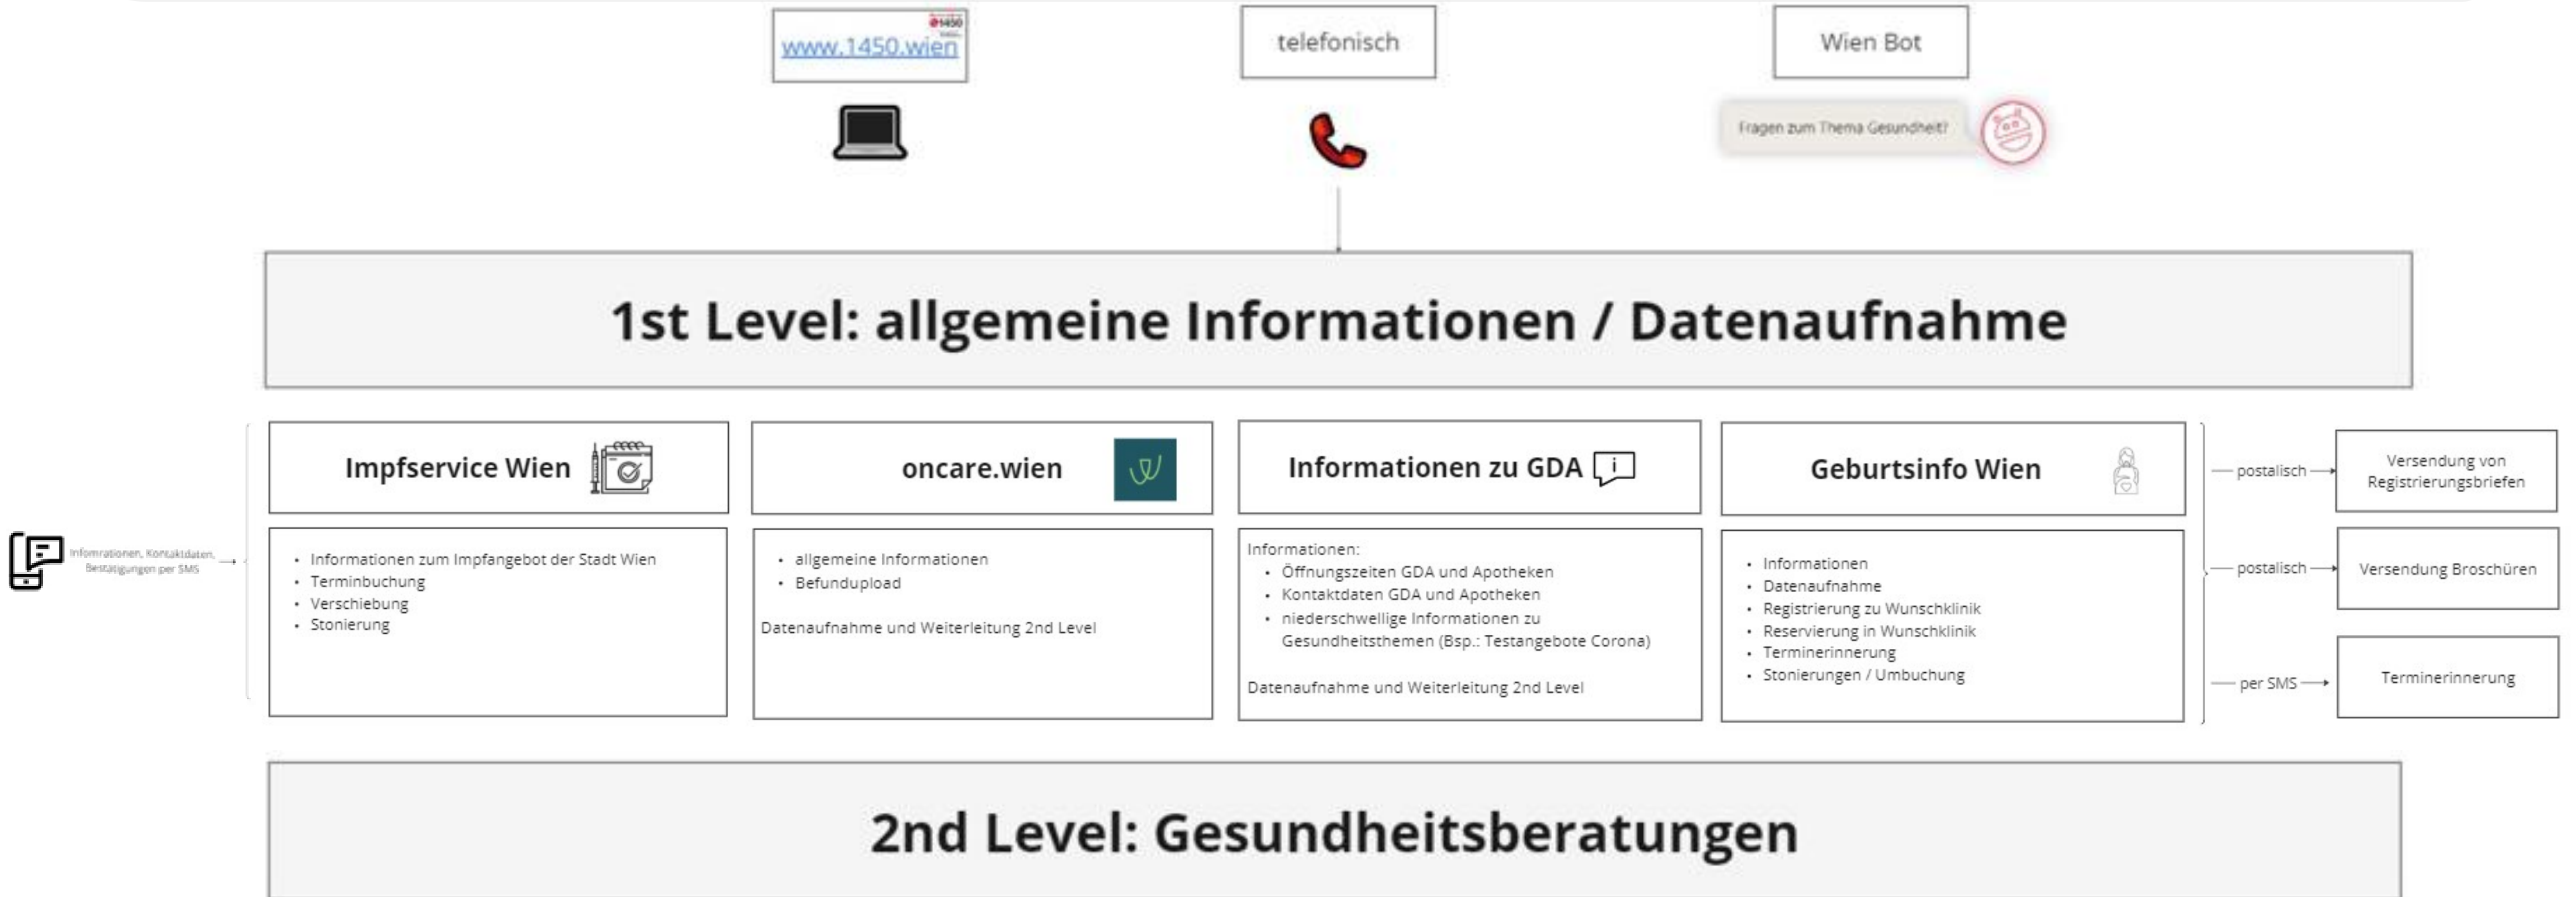 1450
www.1450.wien
telefonisch
Wien Bot
Fragen zum Thema Gesundheit?
1st Level: allgemeine Informationen / Datenaufnahme
Impfservice Wien
oncare.wien
Informationen zu GDA
i
Geburtsinfo Wien
Infomrationen, Kontaktdaten,
Bestätigungen per SMS
• Informationen zum Impfangebot der Stadt Wien
• Terminbuchung
• Verschiebung
• Stonierung
• allgemeine Informationen
• Befundupload
Datenaufnahme und Weiterleitung 2nd Level
Informationen:
• Öffnungszeiten GDA und Apotheken
• Kontaktdaten GDA und Apotheken
• niederschwellige Informationen zu
Gesundheitsthemen (Bsp.: Testangebote Corona)
Datenaufnahme und Weiterleitung 2nd Level
• Informationen
• Datenaufnahme
• Registrierung zu Wunschklinik
• Reservierung in Wunschklinik
• Terminerinnerung
• Stonierungen / Umbuchung
postalisch
Versendung von
Registrierungsbriefen
postalisch
Versendung Broschüren
per SMS
Terminerinnerung
2nd Level: Gesundheitsberatungen